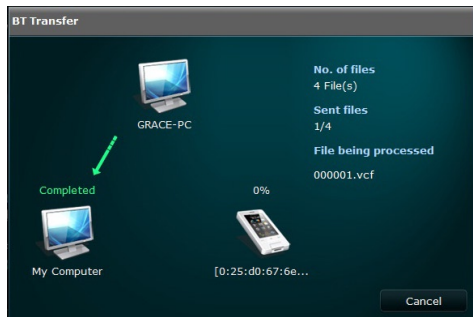 BT Transfer
No. of files
4 File(s)
GRACE-PC
Sent files
1/4
File being processed
000001.vcf
Completed
0%
My Computer
[0:25:d0:67:6e...
Cancel